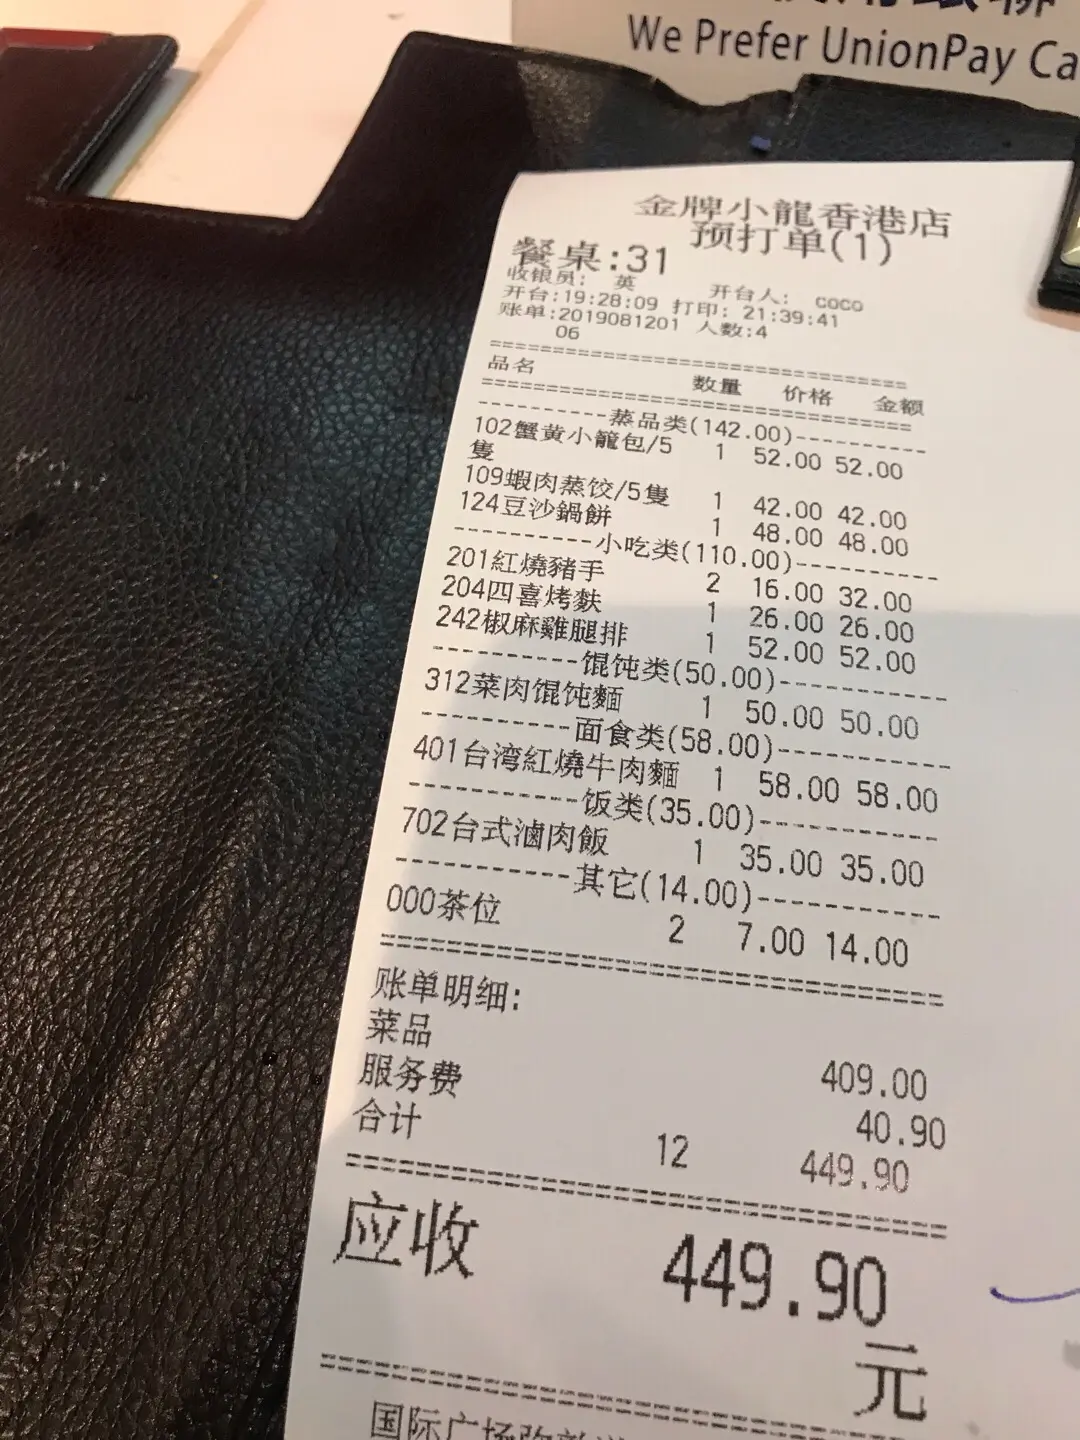 We Prefer UnionPay Ca
金牌小龍香港店
预打单(1)
餐桌:31
收银员: 英 开台人: coco
开台:19:28:09 打印: 21:39:41
账单:2019081201 人数:4
06
品名 数量 价格 金额
----------蒸品类(142.00)----------
102蟹黄小籠包/5 1 52.00 52.00
隻
109蝦肉蒸饺/5隻 1 42.00 42.00
124豆沙鍋餅 1 48.00 48.00
----------小吃类(110.00)----------
201紅燒豬手 2 16.00 32.00
204四喜烤麩 1 26.00 26.00
242椒麻雞腿排 1 52.00 52.00
----------馄饨类(50.00)------------
312菜肉馄饨麵 1 50.00 50.00
----------面食类(58.00)------------
401台湾紅燒牛肉麵 1 58.00 58.00
-----------饭类(35.00)-------------
702台式滷肉飯 1 35.00 35.00
-----------其它(14.00)-------------
000茶位 2 7.00 14.00
账单明细:
菜品 409.00
服务费 40.90
合计 12 449.90
应收 449.90
元
国际广场